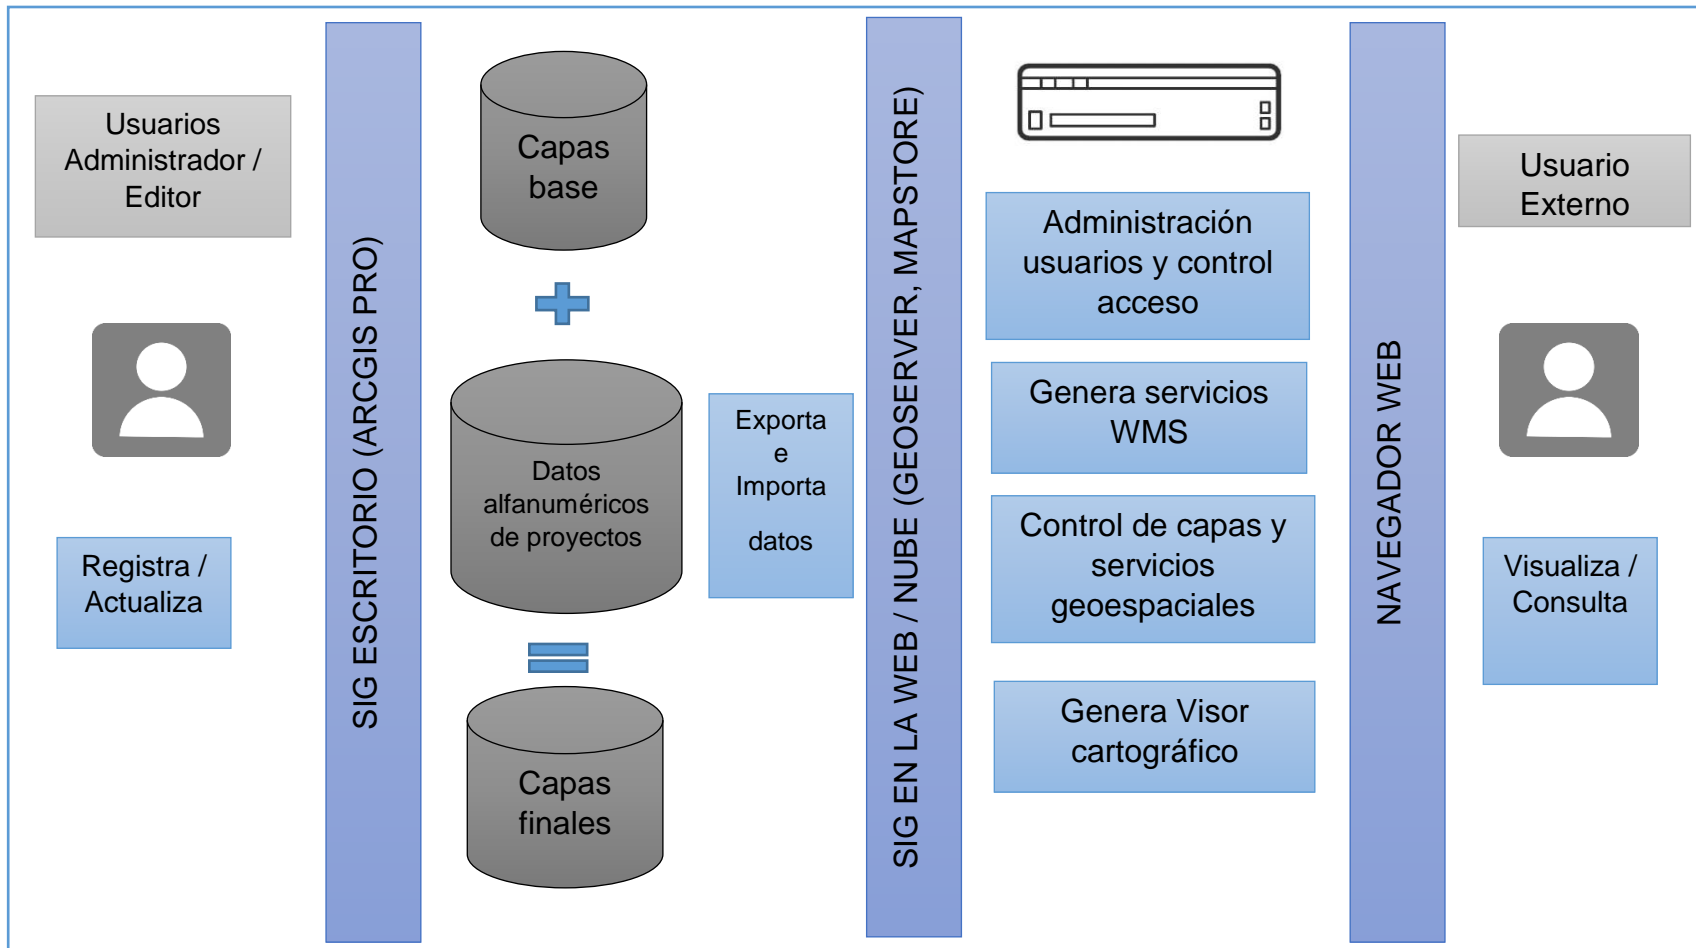 Usuarios
Administrador /
Editor
Registra /
Actualiza
SIG ESCRITORIO (ARCGIS PRO)
Capas
base
Datos
alfanuméricos
de proyectos
Capas
finales
Exporta
e
Importa
datos
SIG EN LA WEB / NUBE (GEOSERVER, MAPSTORE)
Administración
usuarios y control
acceso
Genera servicios
WMS
Control de capas y
servicios
geoespaciales
Genera Visor
cartográfico
NAVEGADOR WEB
Usuario
Externo
Visualiza /
Consulta